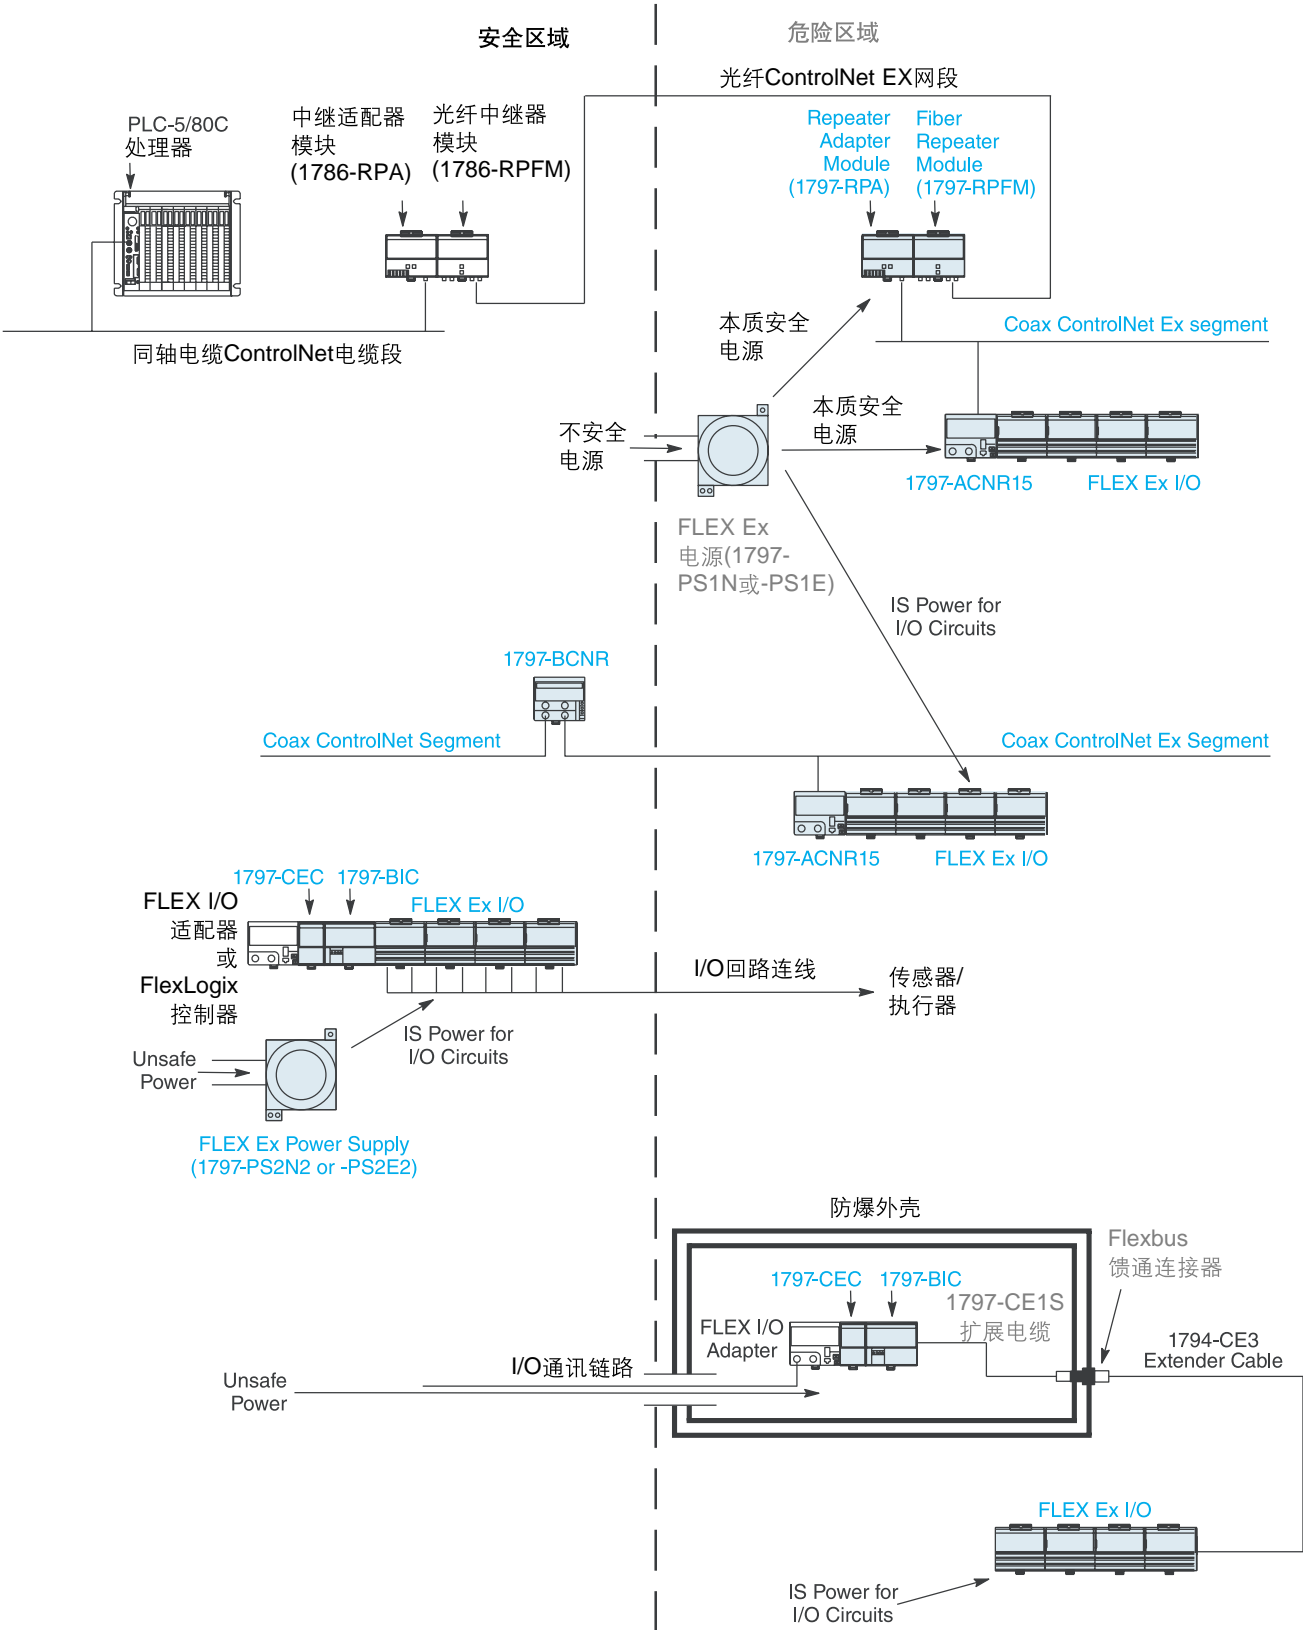 安全区域
危险区域
光纤ControlNet EX网段
PLC-5/80C
处理器
中继适配器
模块
(1786-RPA)
光纤中继器
模块
(1786-RPFM)
Repeater
Adapter
Module
(1797-RPA)
Fiber
Repeater
Module
(1797-RPFM)
同轴电缆ControlNet电缆段
本质安全
电源
Coax ControlNet Ex segment
不安全
电源
本质安全
电源
1797-ACNR15
FLEX Ex I/O
FLEX Ex
电源(1797-
PS1N或-PS1E)
IS Power for
I/O Circuits
1797-BCNR
Coax ControlNet Segment
Coax ControlNet Ex Segment
1797-ACNR15
FLEX Ex I/O
1797-CEC
1797-BIC
FLEX Ex I/O
FLEX I/O
适配器
或
FlexLogix
控制器
I/O回路连线
传感器/
执行器
IS Power for
I/O Circuits
Unsafe
Power
FLEX Ex Power Supply
(1797-PS2N2 or -PS2E2)
防爆外壳
Flexbus
馈通连接器
1797-CEC
1797-BIC
1797-CE1S
扩展电缆
FLEX I/O
Adapter
1794-CE3
Extender Cable
I/O通讯链路
Unsafe
Power
FLEX Ex I/O
IS Power for
I/O Circuits